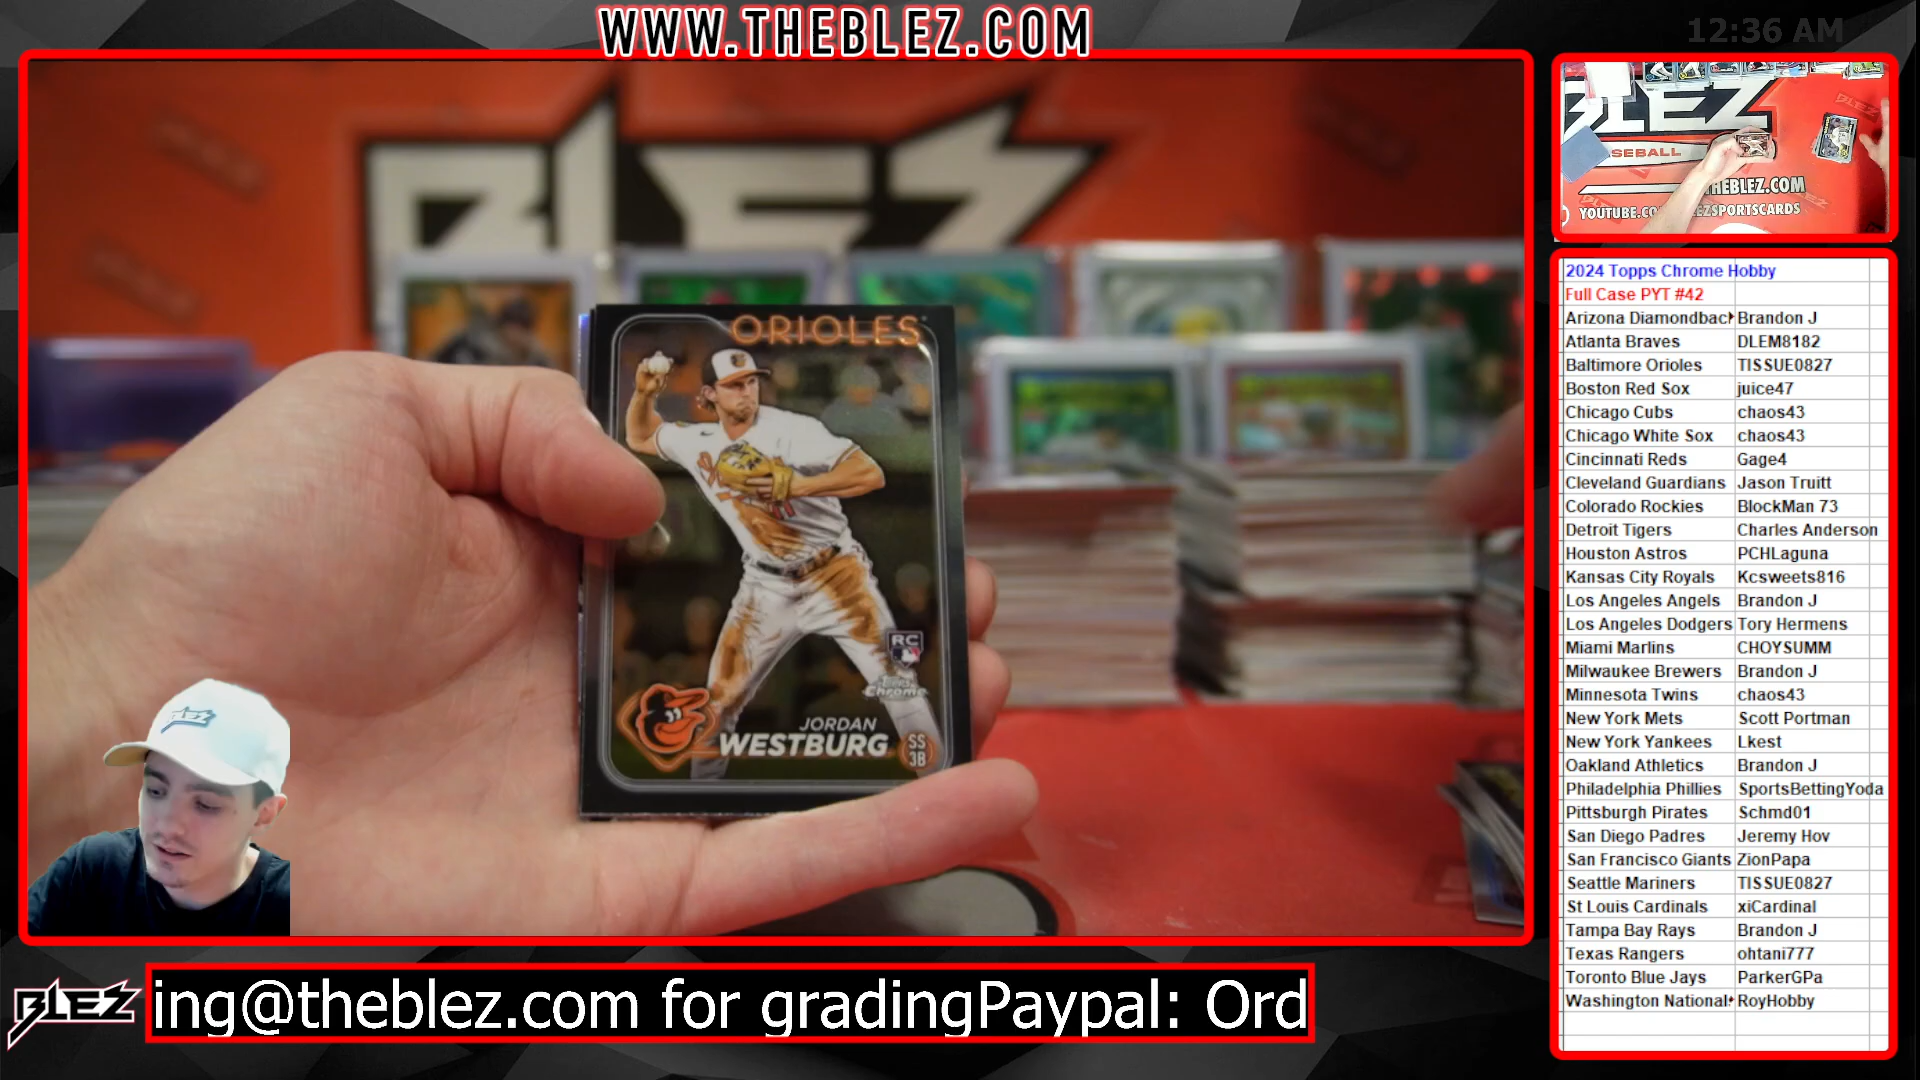 WWW.THEBLEZ.COM
12:36 AM
BLEZ
ORIOLES
RC
Topps
Chrome
JORDAN
WESTBURG
SS
3B
BLEZ
SEBALL
THEBLEZ.COM
YOUTUBE.CO EZSPORTSCARDS
2024 Topps Chrome Hobby
Full Case PYT #42
Arizona Diamondbac Brandon J
Atlanta Braves DLEM8182
Baltimore Orioles TISSUE0827
Boston Red Sox juice47
Chicago Cubs chaos43
Chicago White Sox chaos43
Cincinnati Reds Gage4
Cleveland Guardians Jason Truitt
Colorado Rockies BlockMan 73
Detroit Tigers Charles Anderson
Houston Astros PCHLaguna
Kansas City Royals Kcsweets816
Los Angeles Angels Brandon J
Los Angeles Dodgers Tory Hermens
Miami Marlins CHOYSUMM
Milwaukee Brewers Brandon J
Minnesota Twins chaos43
New York Mets Scott Portman
New York Yankees Lkest
Oakland Athletics Brandon J
Philadelphia Phillies SportsBettingYoda
Pittsburgh Pirates Schmd01
San Diego Padres Jeremy Hov
San Francisco Giants ZionPapa
Seattle Mariners TISSUE0827
St Louis Cardinals xiCardinal
Tampa Bay Rays Brandon J
Texas Rangers ohtani777
Toronto Blue Jays ParkerGPa
Washington National RoyHobby
BLEZ
ing@theblez.com for gradingPaypal: Ord